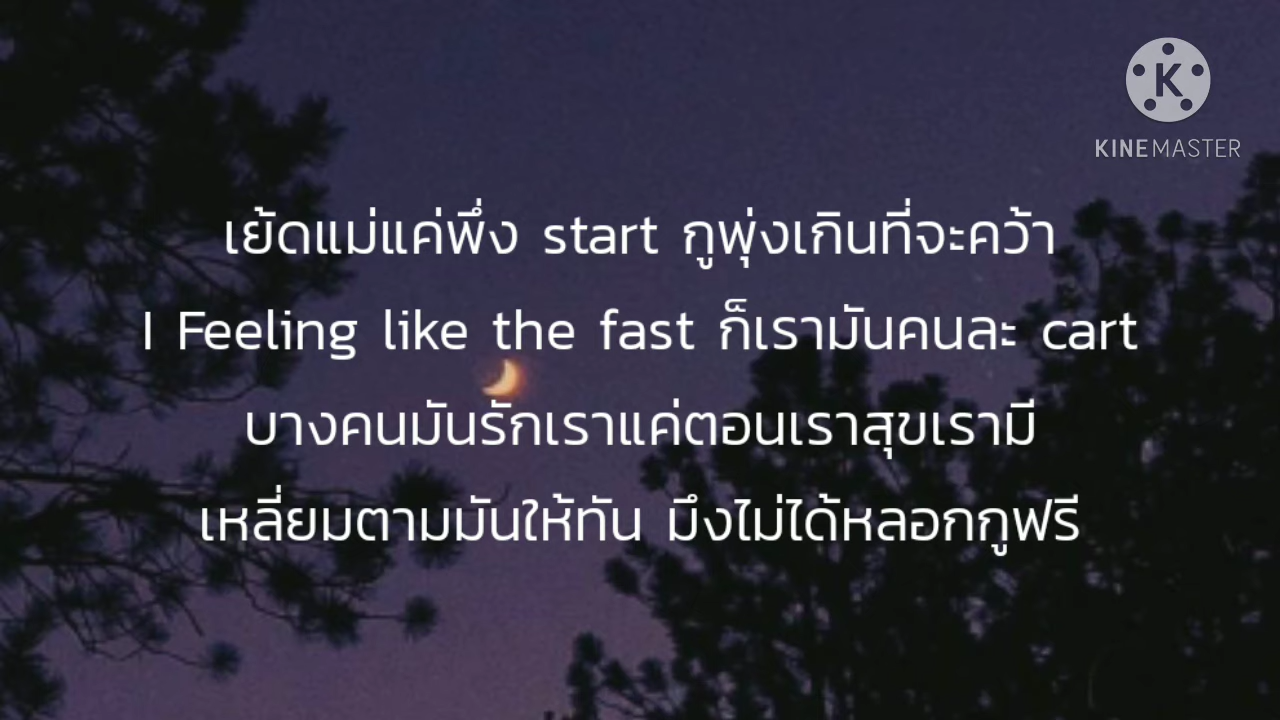 KINEMASTER
เย้ดแม่แค่พึ่ง start กูพุ่งเกินที่จะคว้า
I Feeling like the fast ก็เรามันคนละ cart
บางคนมันรักเราแค่ตอนเราสุขเรามี
เหลี่ยมตามมันให้ทัน มึงไม่ได้หลอกกูฟรี